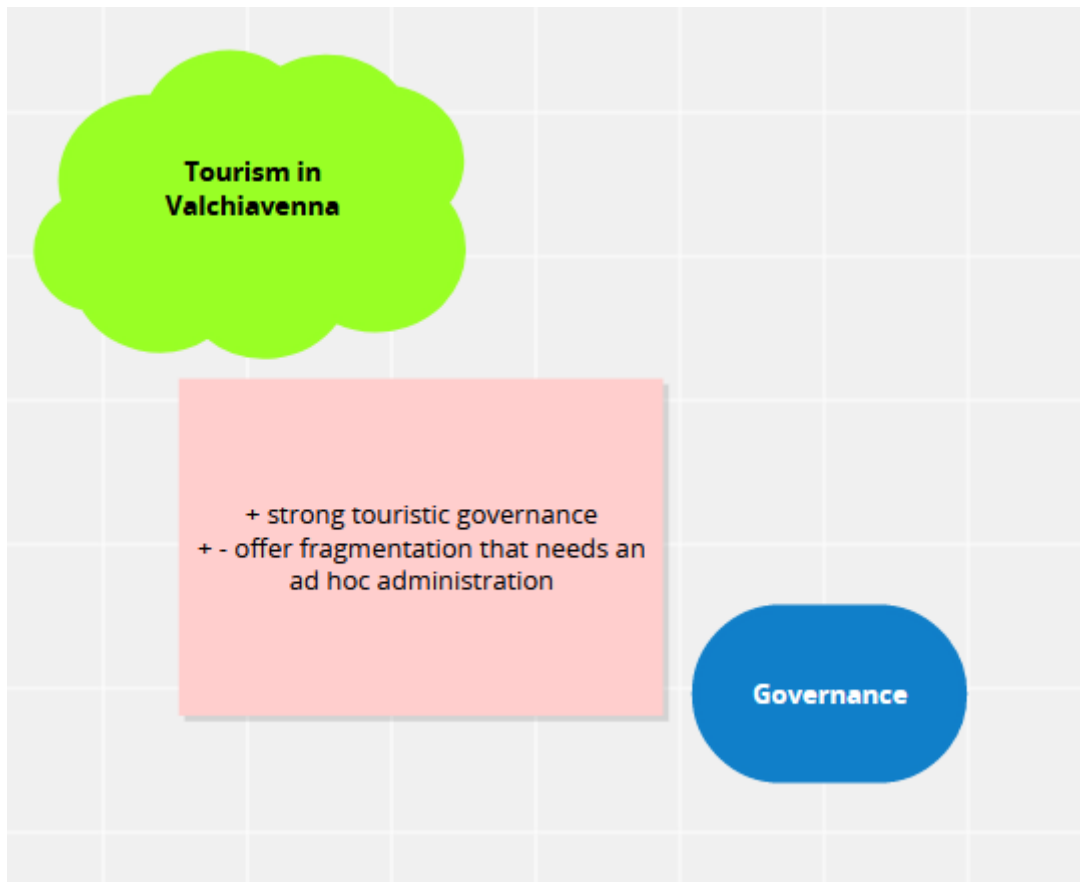 Tourism in
Valchiavenna
+ strong touristic governance
+ - offer fragmentation that needs an
ad hoc administration
Governance